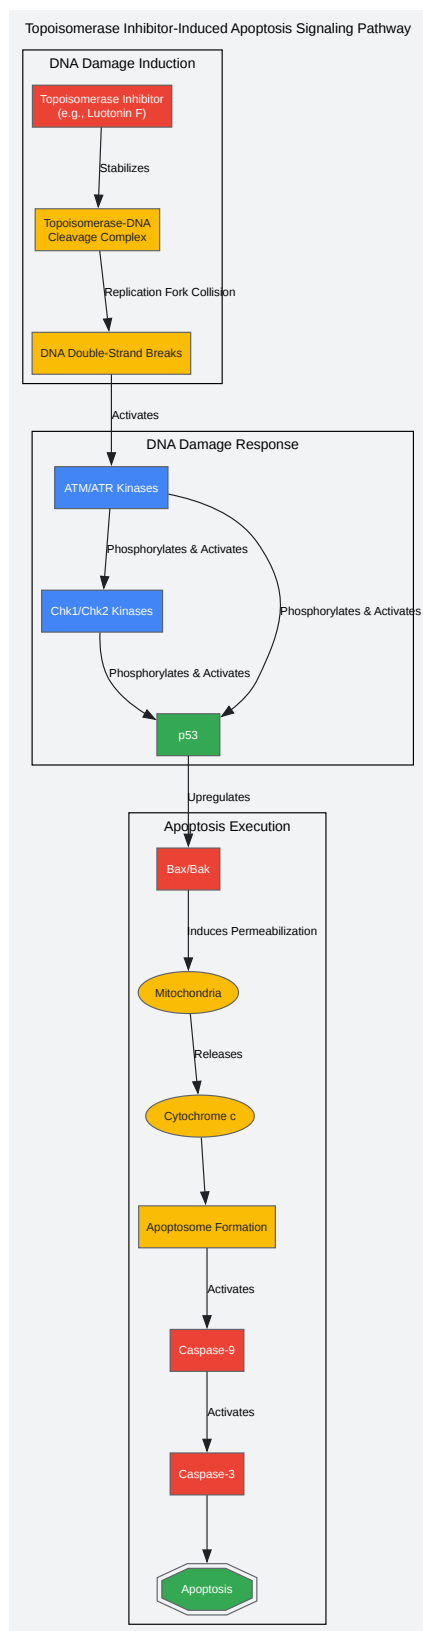 Topoisomerase Inhibitor-Induced Apoptosis Signaling Pathway
DNA Damage Induction
Topoisomerase Inhibitor
(e.g., Luotonin F)
Stabilizes
Topoisomerase-DNA
Cleavage Complex
Replication Fork Collision
DNA Double-Strand Breaks
Activates
DNA Damage Response
ATM/ATR Kinases
Phosphorylates & Activates
Chk1/Chk2 Kinases
Phosphorylates & Activates
Phosphorylates & Activates
p53
Upregulates
Apoptosis Execution
Bax/Bak
Induces Permeabilization
Mitochondria
Releases
Cytochrome c
Apoptosome Formation
Activates
Caspase-9
Activates
Caspase-3
Apoptosis